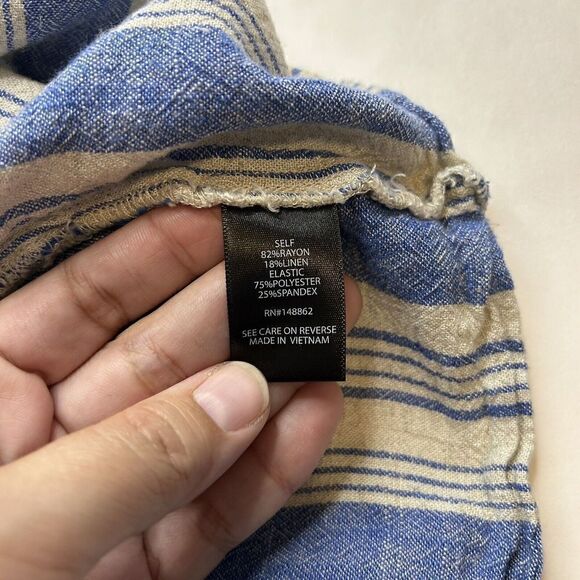 SELF
82%RAYON
18%LINEN
ELASTIC
75%POLYESTER
25%SPANDEX
RN#148862
SEE CARE ON REVERSE
MADE IN VIETNAM